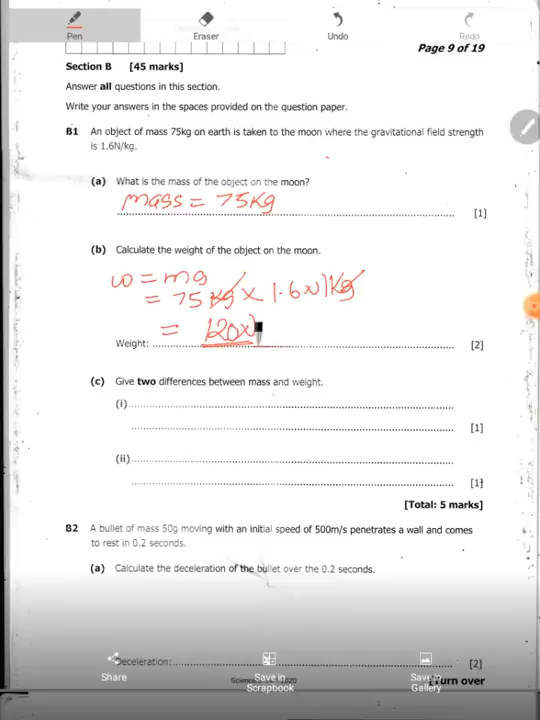 Pen
Eraser
Undo
Redo
Page 9 of 19
Section B [45 marks]
Answer all questions in this section.
Write your answers in the spaces provided on the question paper.
B1 An object of mass 75kg on earth is taken to the moon where the gravitational field strength
is 1.6N/kg.
(a) What is the mass of the object on the moon?
mass = 75kg
[1]
(b) Calculate the weight of the object on the moon.
w = mg
= 75 kg × 1.6N/kg
= 120N
Weight: [2]
(c) Give two differences between mass and weight.
(i)
[1]
(ii)
[1]
[Total: 5 marks]
B2 A bullet of mass 50g moving with an initial speed of 500m/s penetrates a wall and comes
to rest in 0.2 seconds.
(a) Calculate the deceleration of the bullet over the 0.2 seconds.
Deceleration: [2]
Share
Save in
Scrapbook
Save in
Gallery
[Turn over